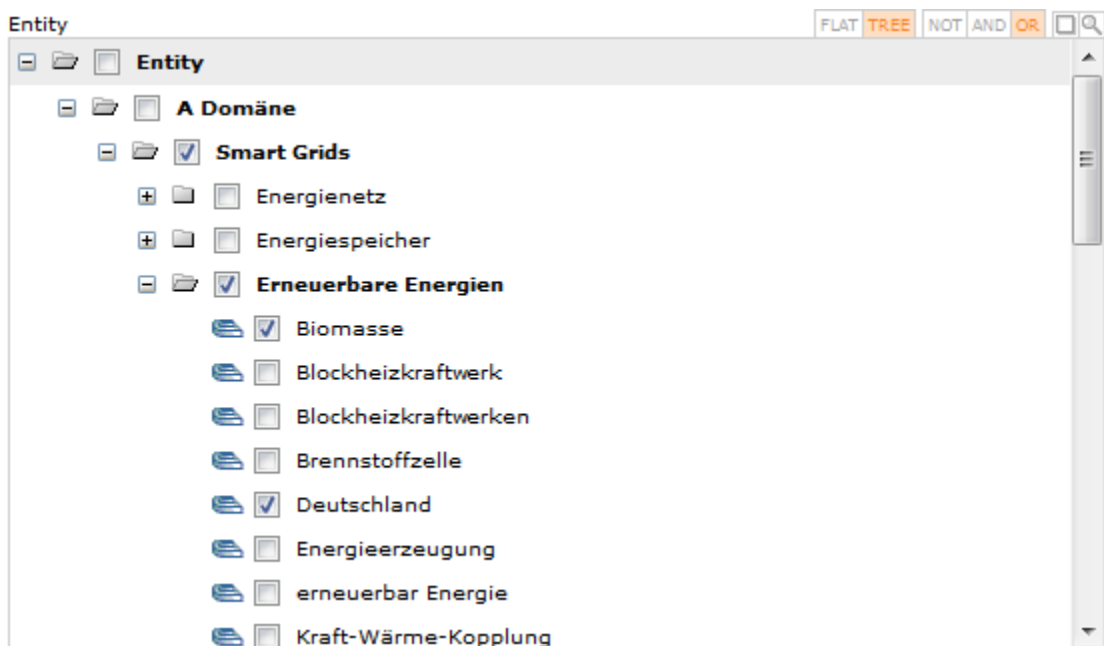 Entity FLAT TREE NOT AND OR
Entity
A Domäne
Smart Grids
Energienetz
Energiespeicher
Erneuerbare Energien
Biomasse
Blockheizkraftwerk
Blockheizkraftwerken
Brennstoffzelle
Deutschland
Energieerzeugung
erneuerbar Energie
Kraft-Wärme-Kopplung